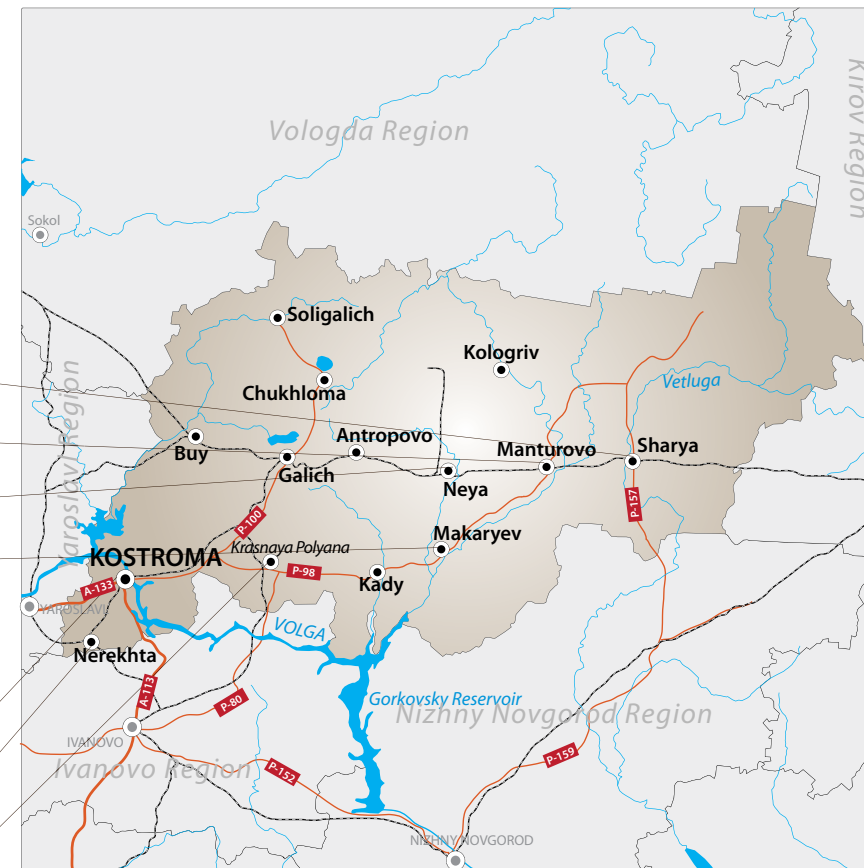 Vologda Region
Kirov Region
Sokol
Soligalich
Kologriv
Chukhloma
Vetluga
Yaroslavl Region
Antropovo
Buy
Manturovo
Sharya
Galich
Neya
P-157
P-100
Makaryev
Krasnaya Polyana
KOSTROMA
P-98
Kady
A-133
YAROSLAVL
VOLGA
Nerekhta
A-113
P-80
Gorkovsky Reservoir
Nizhny Novgorod Region
IVANOVO
Ivanovo Region
P-152
P-159
NIZHNY NOVGOROD